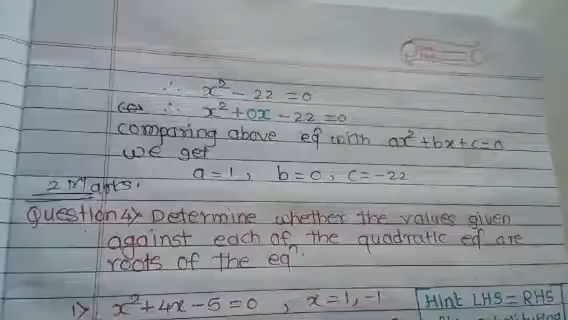 ∴ x² - 22 = 0
∴ x² + 0x - 22 = 0
comparing above eqⁿ with ax² + bx + c = 0
we get
a = 1, b = 0, c = -22
2 Marks.
Question 4> Determine whether the values given
against each of the quadratic eqⁿ are
roots of the eqⁿ.
1> x² + 4x - 5 = 0 , x = 1, -1
Hint LHS = RHS